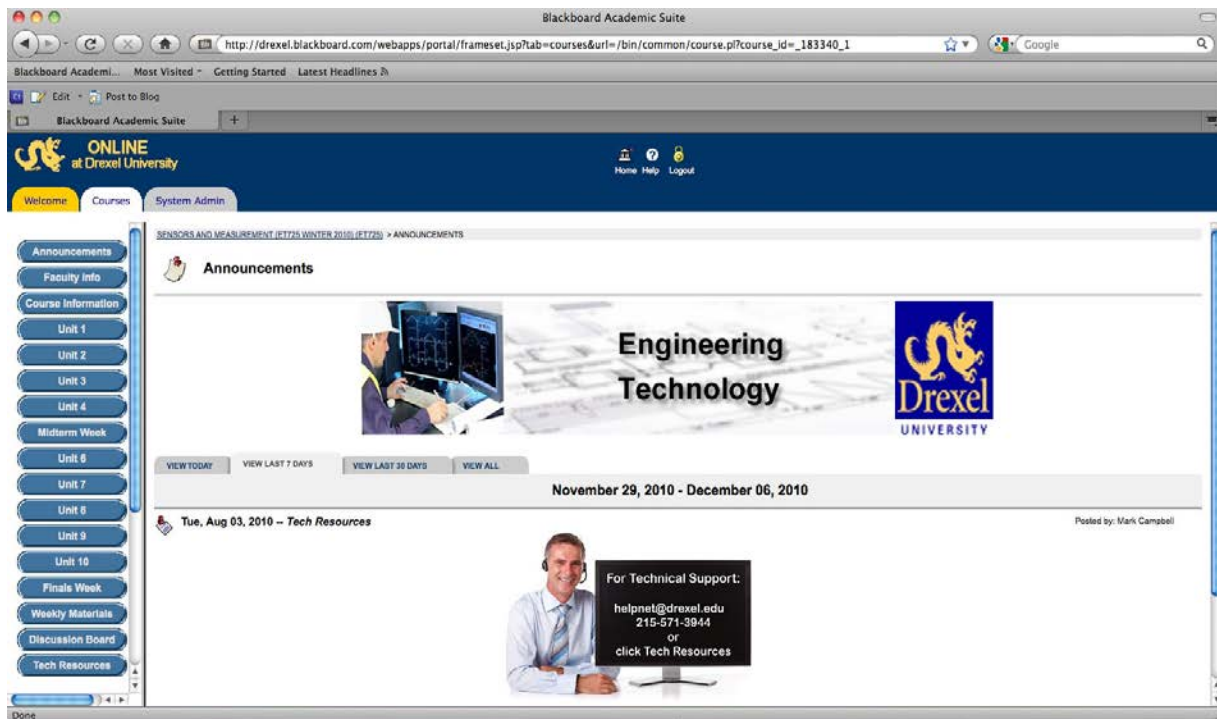 Blackboard Academic Suite
http://drexel.blackboard.com/webapps/portal/frameset.jsp?tab=courses&url=/bin/common/course.pl?course_id=_183340_1
Google
Blackboard Academi... Most Visited Getting Started Latest Headlines
Edit Post to Blog
Blackboard Academic Suite +
ONLINE
at Drexel University
Home Help Logout
Welcome Courses System Admin
SENSORS AND MEASUREMENT (ET725 WINTER 2010) (ET725) > ANNOUNCEMENTS
Announcements
Announcements
Faculty Info
Course Information
Unit 1
Unit 2
Unit 3
Unit 4
Midterm Week
Unit 6
Unit 7
Unit 8
Unit 9
Unit 10
Finals Week
Weekly Materials
Discussion Board
Tech Resources
Engineering
Technology
Drexel
UNIVERSITY
VIEW TODAY VIEW LAST 7 DAYS VIEW LAST 30 DAYS VIEW ALL
November 29, 2010 - December 06, 2010
Tue, Aug 03, 2010 -- Tech Resources Posted by: Mark Campbell
For Technical Support:
helpnet@drexel.edu
215-571-3944
or
click Tech Resources
Done